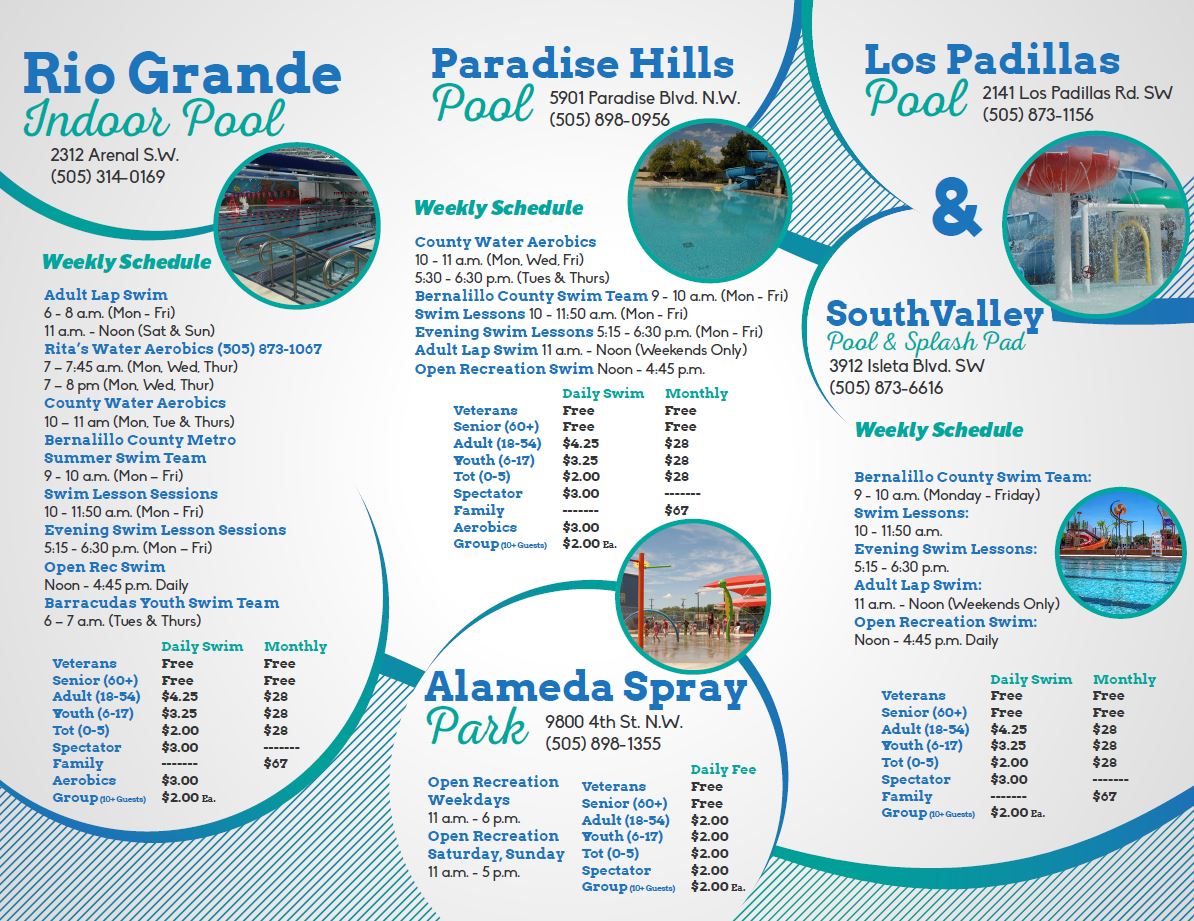 Rio Grande
Indoor Pool
2312 Arenal S.W.
(505) 314-0169
Weekly Schedule
Adult Lap Swim
6 - 8 a.m. (Mon - Fri)
11 a.m. - Noon (Sat & Sun)
Rita's Water Aerobics (505) 873-1067
7 – 7:45 a.m. (Mon, Wed, Thur)
7 – 8 pm (Mon, Wed, Thur)
County Water Aerobics
10 – 11 am (Mon, Tue & Thurs)
Bernalillo County Metro
Summer Swim Team
9 - 10 a.m. (Mon – Fri)
Swim Lesson Sessions
10 - 11:50 a.m. (Mon - Fri)
Evening Swim Lesson Sessions
5:15 - 6:30 p.m. (Mon – Fri)
Open Rec Swim
Noon - 4:45 p.m. Daily
Barracudas Youth Swim Team
6 – 7 a.m. (Tues & Thurs)
Daily Swim Monthly
Veterans Free Free
Senior (60+) Free Free
Adult (18-54) $4.25 $28
Youth (6-17) $3.25 $28
Tot (0-5) $2.00 $28
Spectator $3.00 -------
Family ------- $67
Aerobics $3.00
Group (10+ Guests) $2.00 Ea.
Paradise Hills
Pool
5901 Paradise Blvd. N.W.
(505) 898-0956
Weekly Schedule
County Water Aerobics
10 - 11 a.m. (Mon, Wed, Fri)
5:30 - 6:30 p.m. (Tues & Thurs)
Bernalillo County Swim Team 9 - 10 a.m. (Mon - Fri)
Swim Lessons 10 - 11:50 a.m. (Mon - Fri)
Evening Swim Lessons 5:15 - 6:30 p.m. (Mon - Fri)
Adult Lap Swim 11 a.m. - Noon (Weekends Only)
Open Recreation Swim Noon - 4:45 p.m.
Daily Swim Monthly
Veterans Free Free
Senior (60+) Free Free
Adult (18-54) $4.25 $28
Youth (6-17) $3.25 $28
Tot (0-5) $2.00 $28
Spectator $3.00 -------
Family ------- $67
Aerobics $3.00
Group (10+ Guests) $2.00 Ea.
Alameda Spray
Park
9800 4th St. N.W.
(505) 898-1355
Open Recreation
Weekdays
11 a.m. - 6 p.m.
Open Recreation
Saturday, Sunday
11 a.m. - 5 p.m.
Daily Fee
Veterans Free
Senior (60+) Free
Adult (18-54) $2.00
Youth (6-17) $2.00
Tot (0-5) $2.00
Spectator $2.00
Group (10+ Guests) $2.00 Ea.
Los Padillas
Pool
2141 Los Padillas Rd. SW
(505) 873-1156
&
SouthValley
Pool & Splash Pad
3912 Isleta Blvd. SW
(505) 873-6616
Weekly Schedule
Bernalillo County Swim Team:
9 - 10 a.m. (Monday - Friday)
Swim Lessons:
10 - 11:50 a.m.
Evening Swim Lessons:
5:15 - 6:30 p.m.
Adult Lap Swim:
11 a.m. - Noon (Weekends Only)
Open Recreation Swim:
Noon - 4:45 p.m. Daily
Daily Swim Monthly
Veterans Free Free
Senior (60+) Free Free
Adult (18-54) $4.25 $28
Youth (6-17) $3.25 $28
Tot (0-5) $2.00 $28
Spectator $3.00 -------
Family ------- $67
Group (10+ Guests) $2.00 Ea.